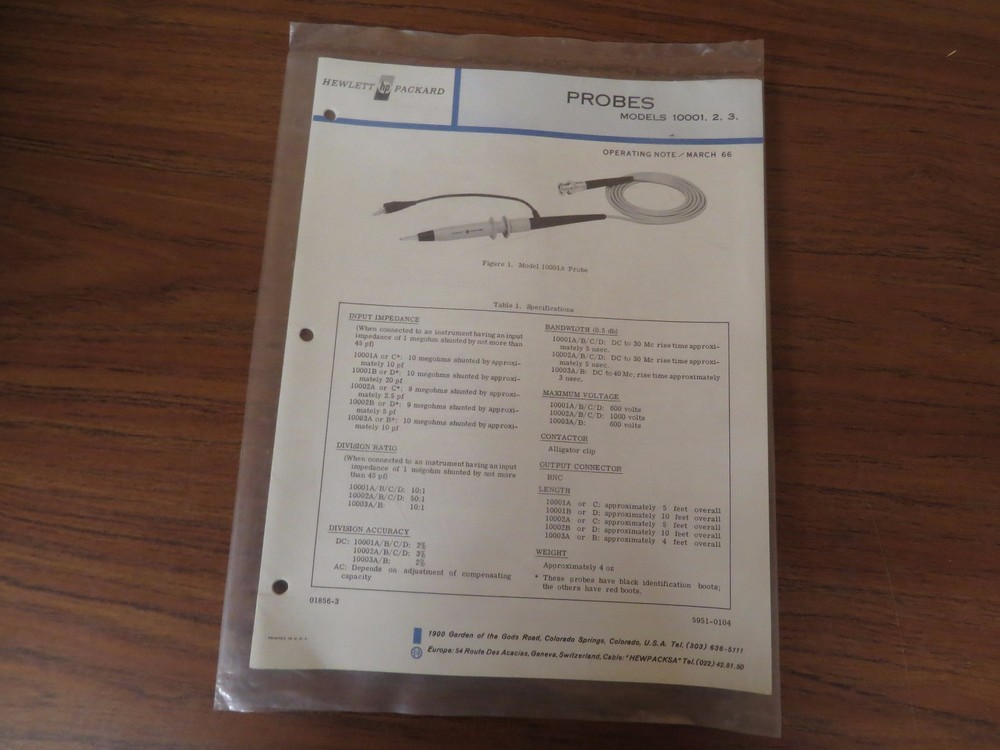 HEWLETT hp PACKARD
PROBES
MODELS 10001, 2, 3.
OPERATING NOTE / MARCH 66
Figure 1. Model 10001A Probe
Table 1. Specifications
INPUT IMPEDANCE
(When connected to an instrument having an input
impedance of 1 megohm shunted by not more than
45 pf)
10001A or C*: 10 megohms shunted by approxi-
mately 10 pf
10001B or D*: 10 megohms shunted by approxi-
mately 20 pf
10002A or C*: 9 megohms shunted by approxi-
mately 2.5 pf
10002B or D*: 9 megohms shunted by approxi-
mately 5 pf
10003A or B*: 10 megohms shunted by approxi-
mately 10 pf
DIVISION RATIO
(When connected to an instrument having an input
impedance of 1 megohm shunted by not more
than 45 pf)
10001A/B/C/D: 10:1
10002A/B/C/D: 50:1
10003A/B: 10:1
DIVISION ACCURACY
DC: 10001A/B/C/D: 2%
10002A/B/C/D: 3%
10003A/B: 2%
AC: Depends on adjustment of compensating
capacity
BANDWIDTH (0.5 db)
10001A/B/C/D: DC to 30 Mc rise time approxi-
mately 5 nsec.
10002A/B/C/D: DC to 30 Mc rise time approxi-
mately 5 nsec.
10003A/B: DC to 40 Mc; rise time approximately
3 nsec.
MAXIMUM VOLTAGE
10001A/B/C/D: 600 volts
10002A/B/C/D: 1000 volts
10003A/B: 600 volts
CONTACTOR
Alligator clip
OUTPUT CONNECTOR
BNC
LENGTH
10001A or C: approximately 5 feet overall
10001B or D: approximately 10 feet overall
10002A or C: approximately 5 feet overall
10002B or D: approximately 10 feet overall
10003A or B: approximately 4 feet overall
WEIGHT
Approximately 4 oz
* These probes have black identification boots;
the others have red boots.
01856-3
5951-0104
PRINTED IN U.S.A.
1900 Garden of the Gods Road, Colorado Springs, Colorado, U.S.A. Tel. (303) 636-5111
Europe: 54 Route Des Acacias, Geneva, Switzerland, Cable: "HEWPACKSA" Tel. (022) 42.81.50